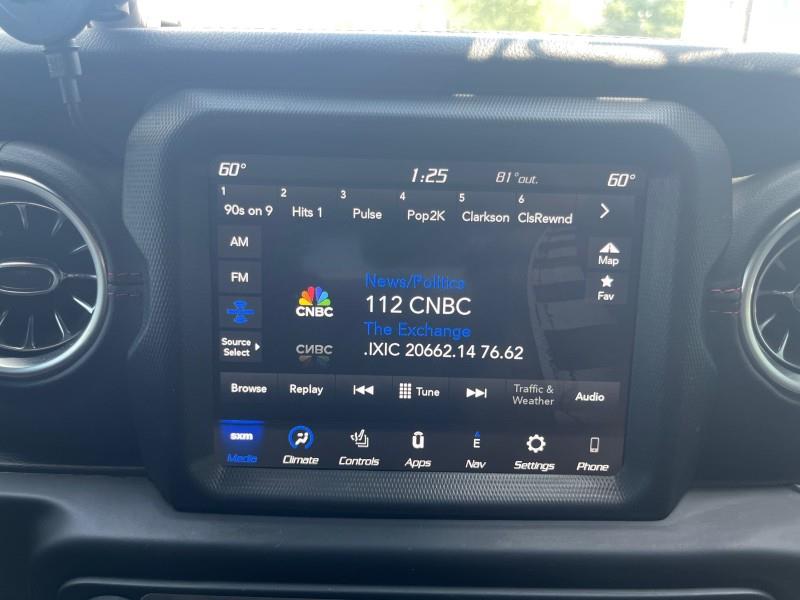 60° 1:25 81°out. 60°
1 2 3 4 5 6
90s on 9 Hits 1 Pulse Pop2K Clarkson ClsRewnd
AM
Map
FM
Fav
News/Politics
CNBC
112 CNBC
The Exchange
Source
Select
CNBC
.IXIC 20662.14 76.62
Browse Replay Tune Traffic &
Weather Audio
sxm
u
E
Media Climate Controls Apps Nav Settings Phone